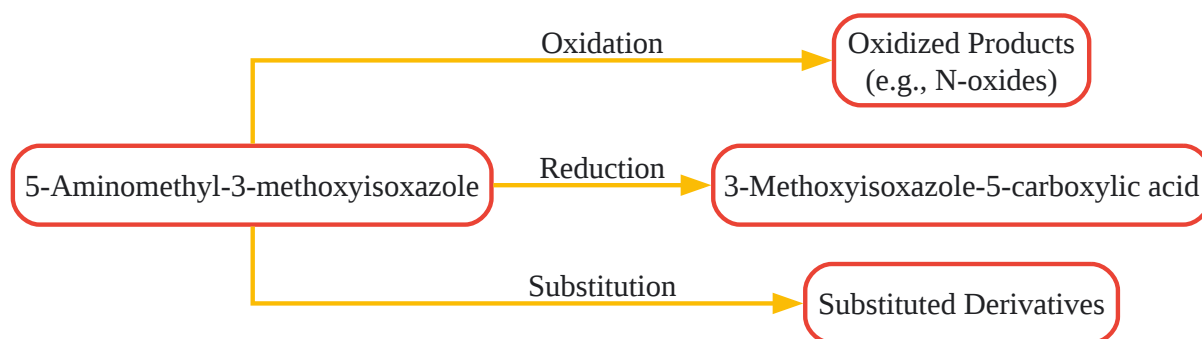 Oxidation
Oxidized Products
(e.g., N-oxides)
5-Aminomethyl-3-methoxyisoxazole
Reduction
3-Methoxyisoxazole-5-carboxylic acid
Substitution
Substituted Derivatives